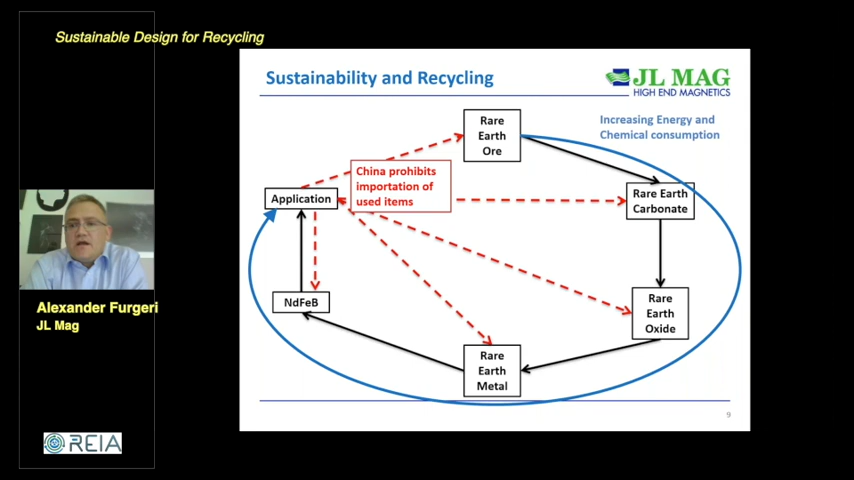 Sustainable Design for Recycling
Sustainability and Recycling
JL MAG
HIGH END MAGNETICS
Rare
Earth
Ore
Increasing Energy and
Chemical consumption
China prohibits
importation of
used items
Application
Rare Earth
Carbonate
NdFeB
Rare
Earth
Oxide
Rare
Earth
Metal
9
Alexander Furgeri
JL Mag
REIA